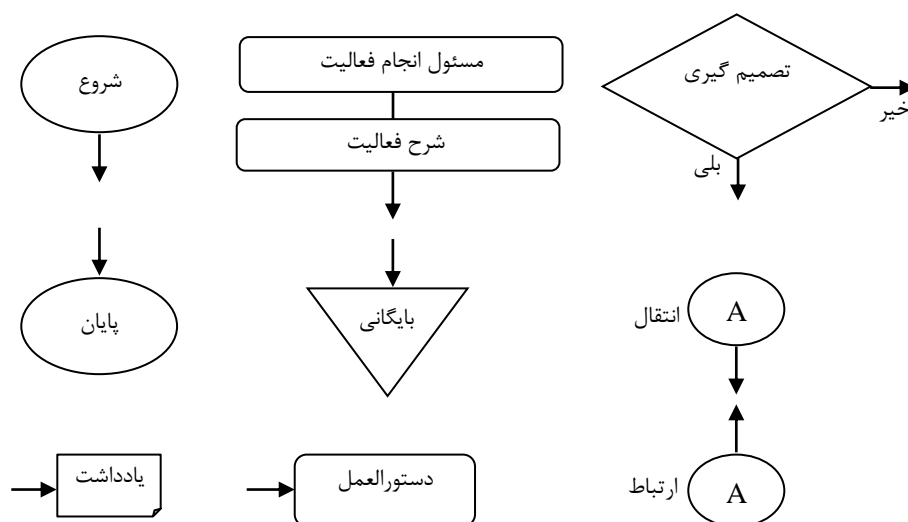 تصمیم گیری
خیر
بلی
مسئول انجام فعالیت
شرح فعالیت
شروع
انتقال
A
بایگانی
پایان
ارتباط
A
دستورالعمل
یادداشت